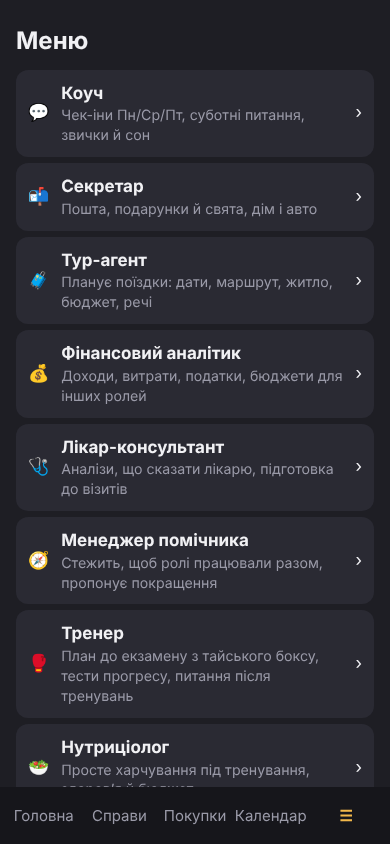 Меню
Коуч
Чек-іни Пн/Ср/Пт, суботні питання,
звички й сон
Секретар
Пошта, подарунки й свята, дім і авто
Тур-агент
Планує поїздки: дати, маршрут, житло,
бюджет, речі
Фінансовий аналітик
Доходи, витрати, податки, бюджети для
інших ролей
Лікар-консультант
Аналізи, що сказати лікарю, підготовка
до візитів
Менеджер помічника
Стежить, щоб ролі працювали разом,
пропонує покращення
Тренер
План до екзамену з тайського боксу,
тести прогресу, питання після
тренувань
Нутриціолог
Просте харчування під тренування,
Головна Справи Покупки Календар